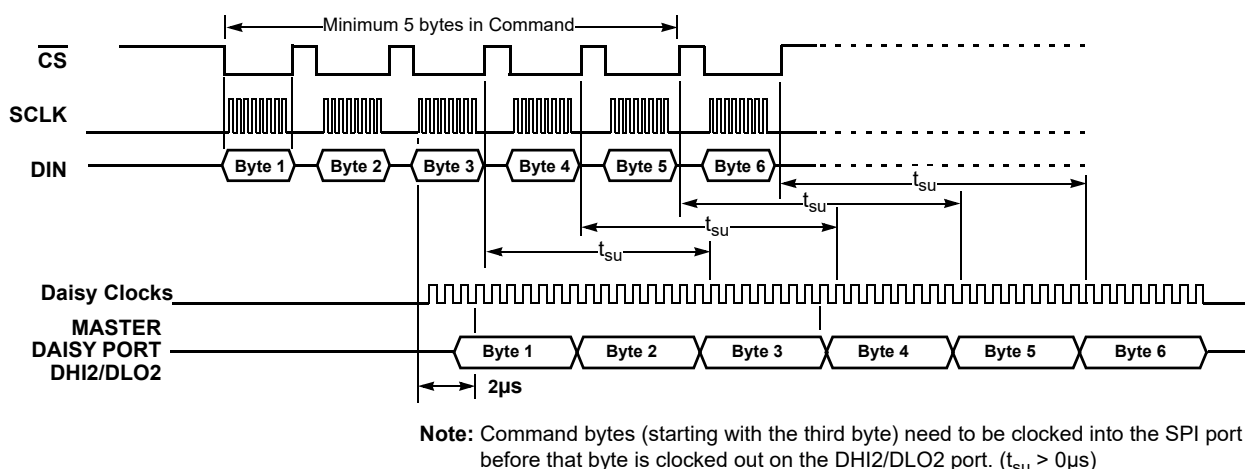 Minimum 5 bytes in Command
CS
SCLK
DIN
Byte 1
Byte 2
Byte 3
Byte 4
Byte 5
Byte 6
tsu
tsu
tsu
tsu
Daisy Clocks
MASTER
DAISY PORT
DHI2/DLO2
Byte 1
Byte 2
Byte 3
Byte 4
Byte 5
Byte 6
2µs
Note: Command bytes (starting with the third byte) need to be clocked into the SPI port
before that byte is clocked out on the DHI2/DLO2 port. (tsu > 0µs)